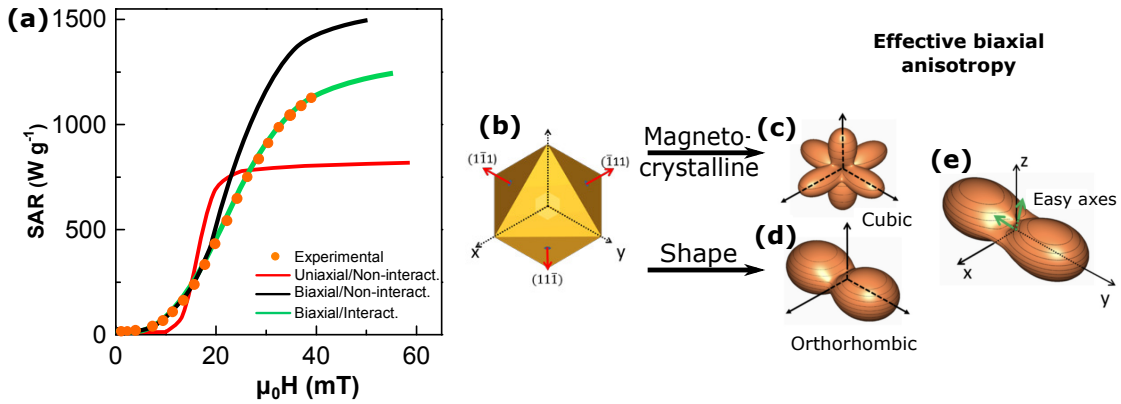 (a)
1500
1000
500
0
0
20
40
60
SAR (W g⁻¹)
μ₀H (mT)
Experimental
Uniaxial/Non-interact.
Biaxial/Non-interact.
Biaxial/Interact.
(b)
(11̄1)
(1̄11)
(111̄)
x
y
Magneto-
crystalline
Shape
Effective biaxial
anisotropy
(c)
Cubic
(d)
Orthorhombic
(e)
z
Easy axes
x
y